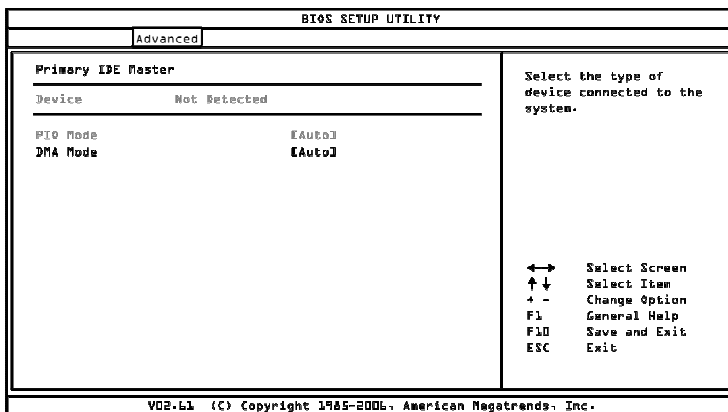 BIOS SETUP UTILITY
Advanced
Primary IDE Master
Device Not Detected
PIO Mode [Auto]
DMA Mode [Auto]
Select the type of
device connected to the
system.
Select Screen
Select Item
+ - Change Option
F1 General Help
F10 Save and Exit
ESC Exit
V02.61 (C) Copyright 1985-2006, American Megatrends, Inc.